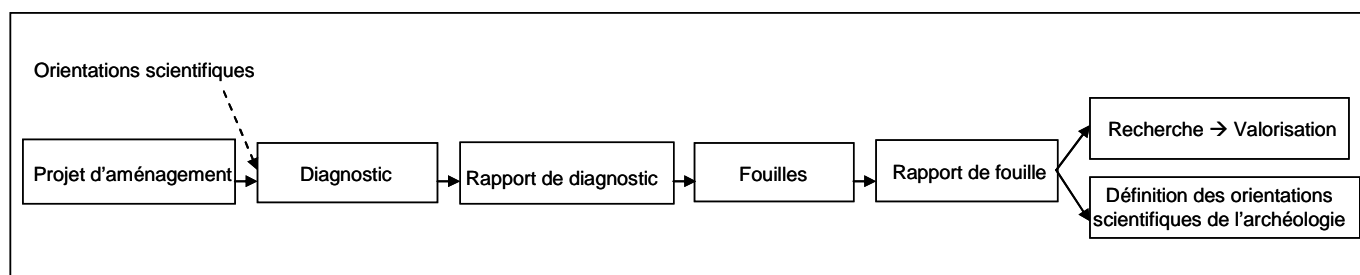 Orientations scientifiques
Projet d'aménagement
Diagnostic
Rapport de diagnostic
Fouilles
Rapport de fouille
Recherche → Valorisation
Définition des orientations
scientifiques de l'archéologie